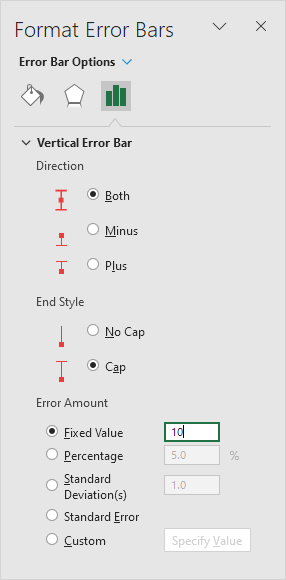 Format Error Bars
Error Bar Options
Vertical Error Bar
Direction
Both
Minus
Plus
End Style
No Cap
Cap
Error Amount
Fixed Value 10
Percentage 5.0 %
Standard
Deviation(s) 1.0
Standard Error
Custom Specify Value